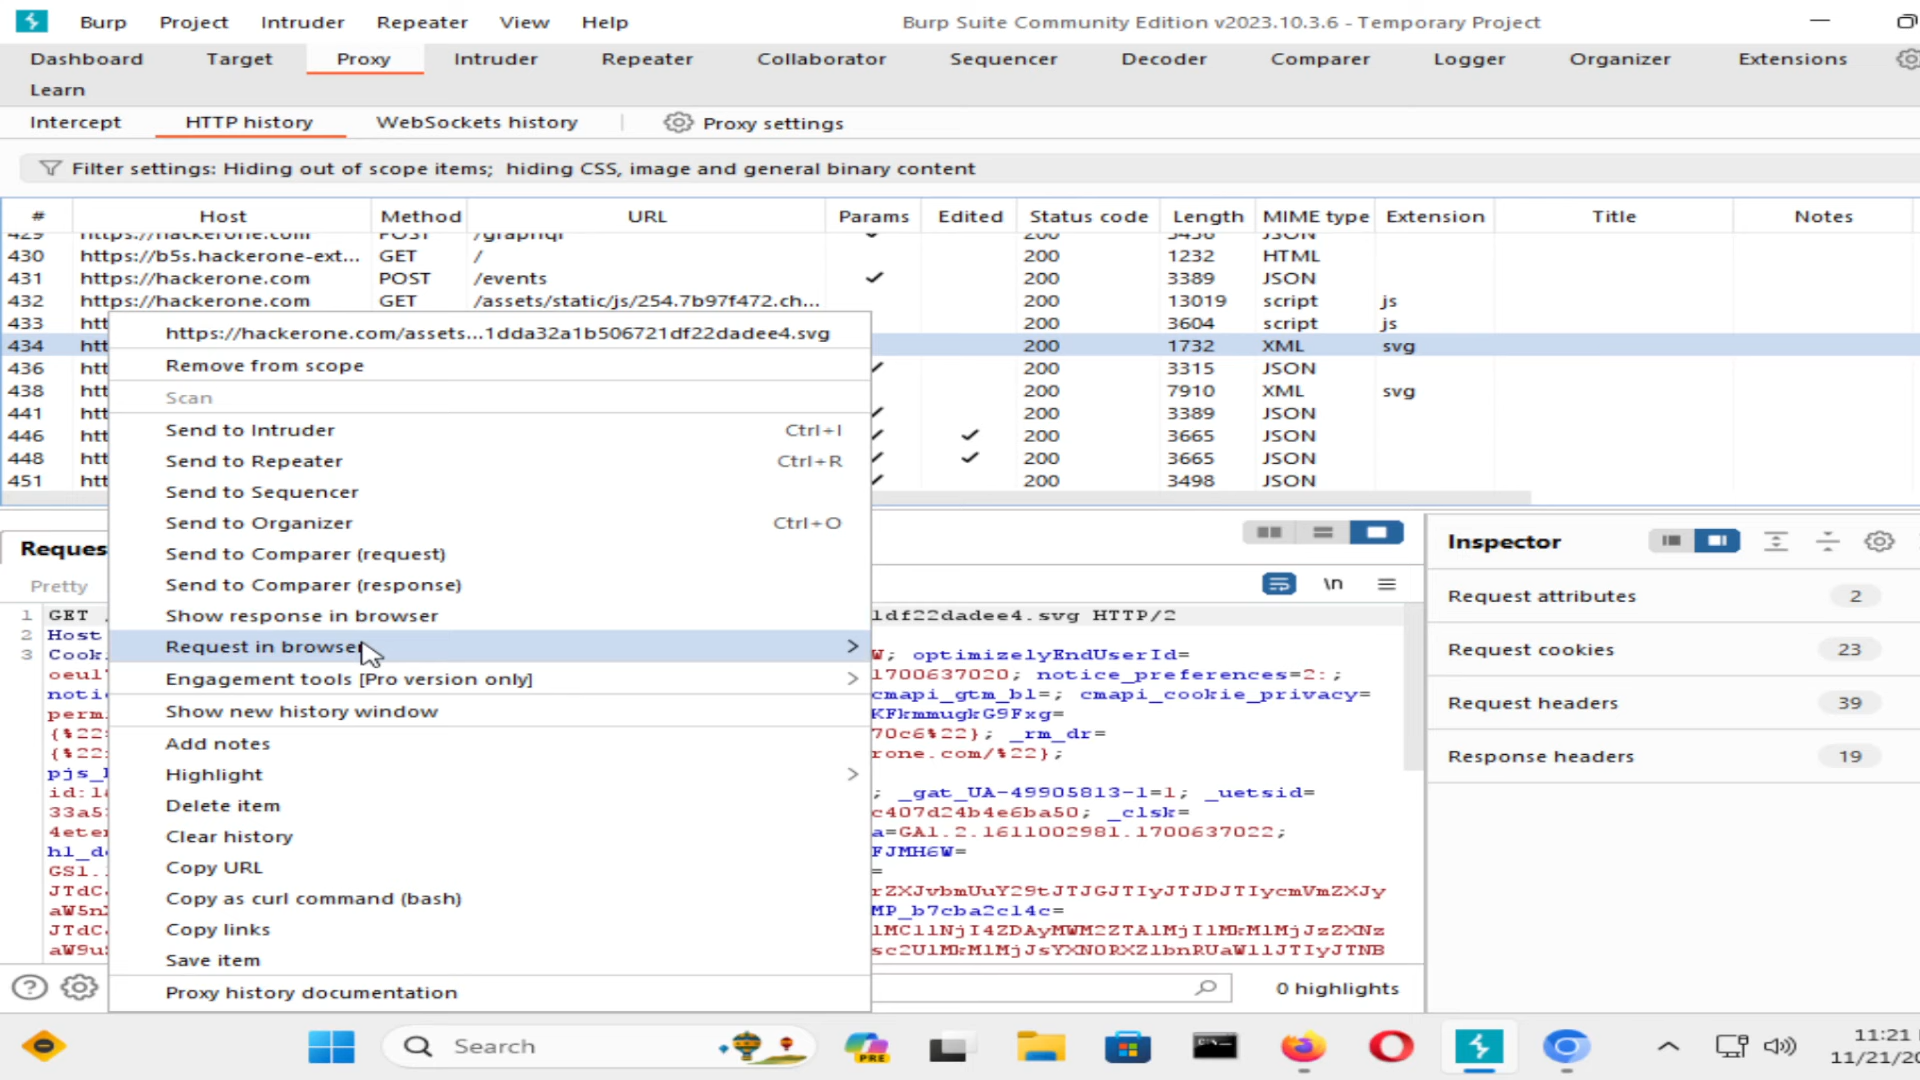 Burp Project Intruder Repeater View Help Burp Suite Community Edition v2023.10.3.6 - Temporary Project
Dashboard Target Proxy Intruder Repeater Collaborator Sequencer Decoder Comparer Logger Organizer Extensions
Learn
Intercept HTTP history WebSockets history Proxy settings
Filter settings: Hiding out of scope items; hiding CSS, image and general binary content
# Host Method URL Params Edited Status code Length MIME type Extension Title Notes
429 https://hackerone.com POST /graphql 200 3456 JSON
430 https://b5s.hackerone-ext... GET / 200 1232 HTML
431 https://hackerone.com POST /events 200 3389 JSON
432 https://hackerone.com GET /assets/static/js/254.7b97f472.ch... 200 13019 script js
433 htt 200 3604 script js
434 htt 200 1732 XML svg
436 htt 200 3315 JSON
438 htt 200 7910 XML svg
441 htt 200 3389 JSON
446 htt 200 3665 JSON
448 htt 200 3665 JSON
451 htt 200 3498 JSON
https://hackerone.com/assets...1dda32a1b506721df22dadee4.svg
Remove from scope
Scan
Send to Intruder Ctrl+I
Send to Repeater Ctrl+R
Send to Sequencer
Send to Organizer Ctrl+O
Send to Comparer (request)
Send to Comparer (response)
Show response in browser
Request in browser
Engagement tools [Pro version only]
Show new history window
Add notes
Highlight
Delete item
Clear history
Copy URL
Copy as curl command (bash)
Copy links
Save item
Proxy history documentation
Reques
Pretty
\n
1 GET 1df22dadee4.svg HTTP/2
2 Host
3 Cook W; optimizelyEndUserId=
oeu1 1700637020; notice_preferences=2:;
noti cmapi_gtm_bl=; cmapi_cookie_privacy=
perm KFkmmugkG9Fxg=
{%22 70c6%22}; _rm_dr=
{%22 rone.com/%22};
pjs_
id:1 ; _gat_UA-49905813-1=1; _uetsid=
33a5 c407d24b4e6ba50; _clsk=
4ete a=GA1.2.1611002981.1700637022;
hl_d FJMH6W=
GS1. =
JTdC rZXJvbmUuY29tJTJGJTIyJTJDJTIycmVmZXJy
aW5n MP_b7cba2c14c=
JTdC
aW9u
0 highlights
Inspector
Request attributes 2
Request cookies 23
Request headers 39
Response headers 19
Search
PRE
11:21
11/21/20